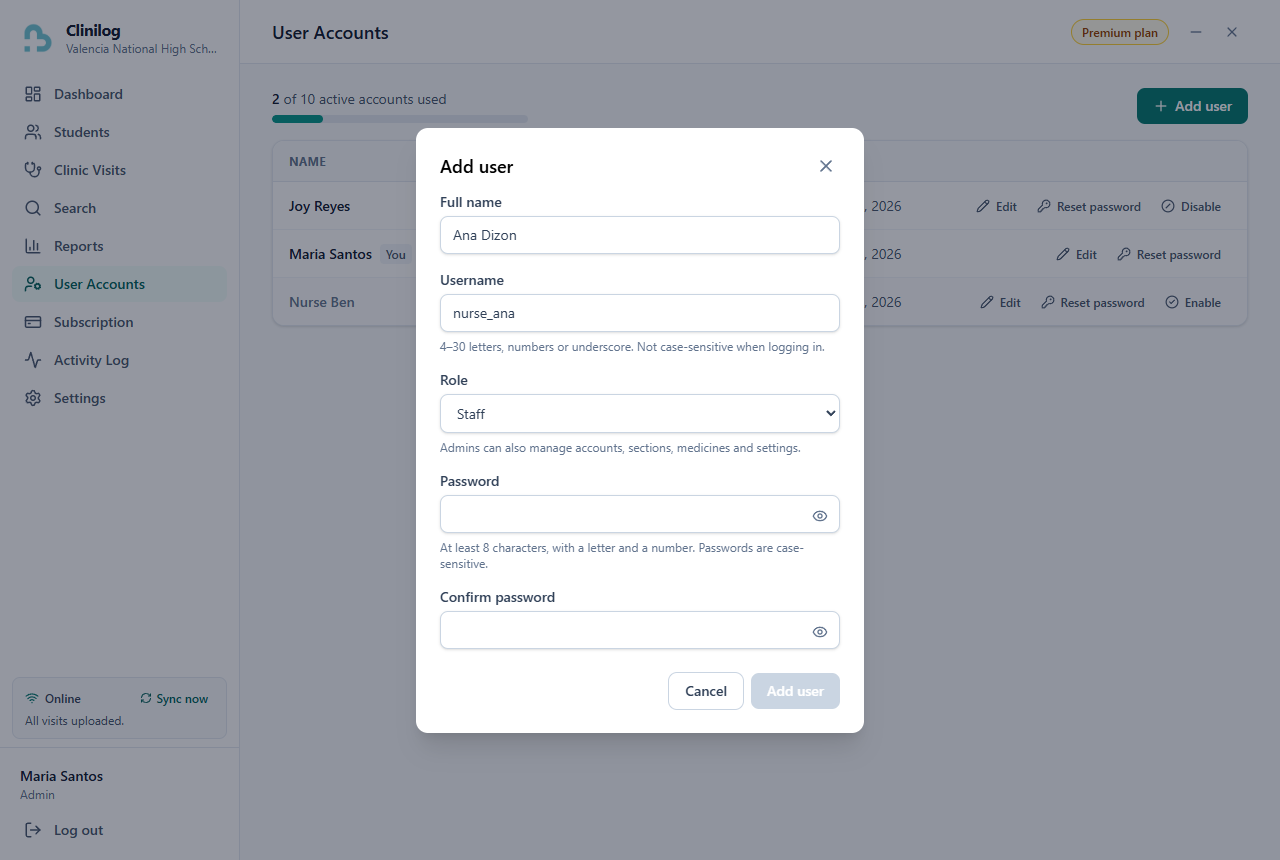 Clinilog
Valencia National High Sch...
Dashboard
Students
Clinic Visits
Search
Reports
User Accounts
Subscription
Activity Log
Settings
Online
Sync now
All visits uploaded.
Maria Santos
Admin
Log out
User Accounts
Premium plan
2 of 10 active accounts used
Add user
NAME
Joy Reyes
, 2026
Edit
Reset password
Disable
Maria Santos You
, 2026
Edit
Reset password
Nurse Ben
, 2026
Edit
Reset password
Enable
Add user
Full name
Ana Dizon
Username
nurse_ana
4–30 letters, numbers or underscore. Not case-sensitive when logging in.
Role
Staff
Admins can also manage accounts, sections, medicines and settings.
Password
At least 8 characters, with a letter and a number. Passwords are case-
sensitive.
Confirm password
Cancel
Add user